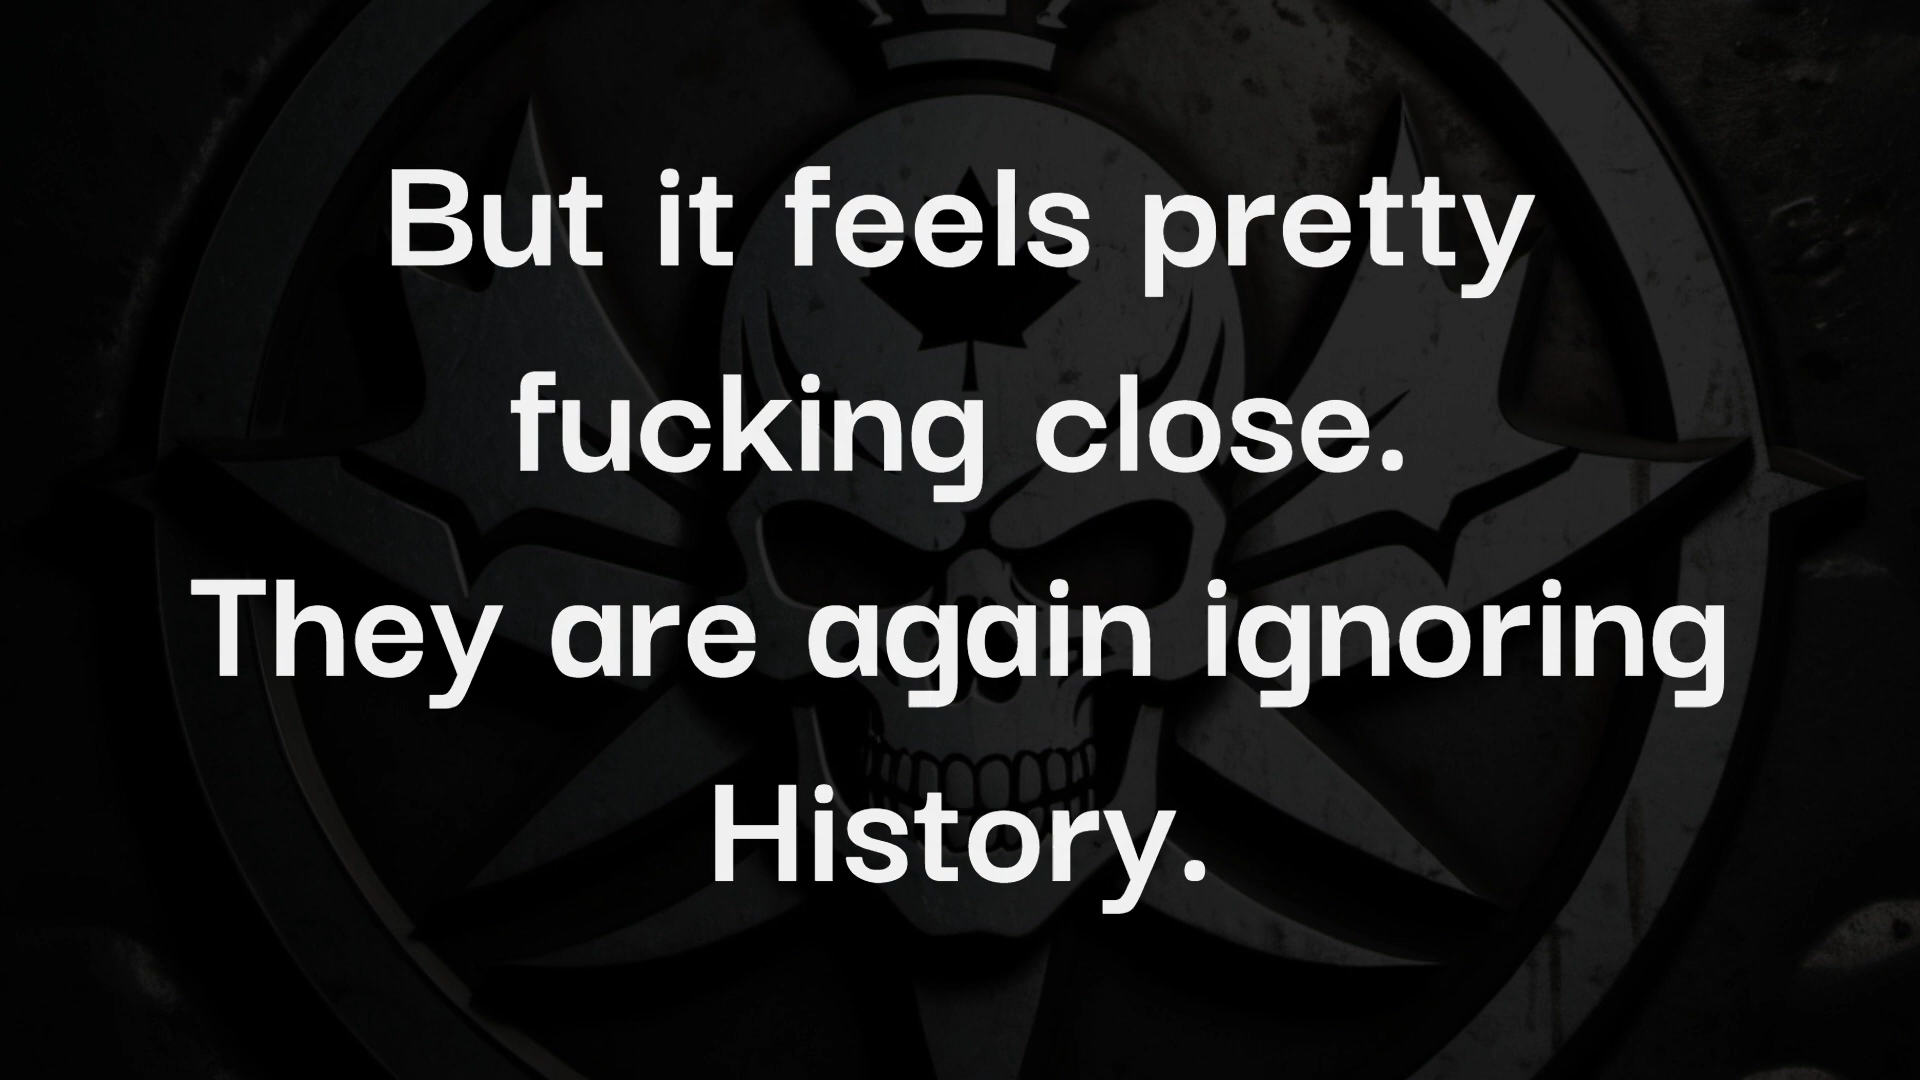 But it feels pretty
fucking close.
They are again ignoring
History.